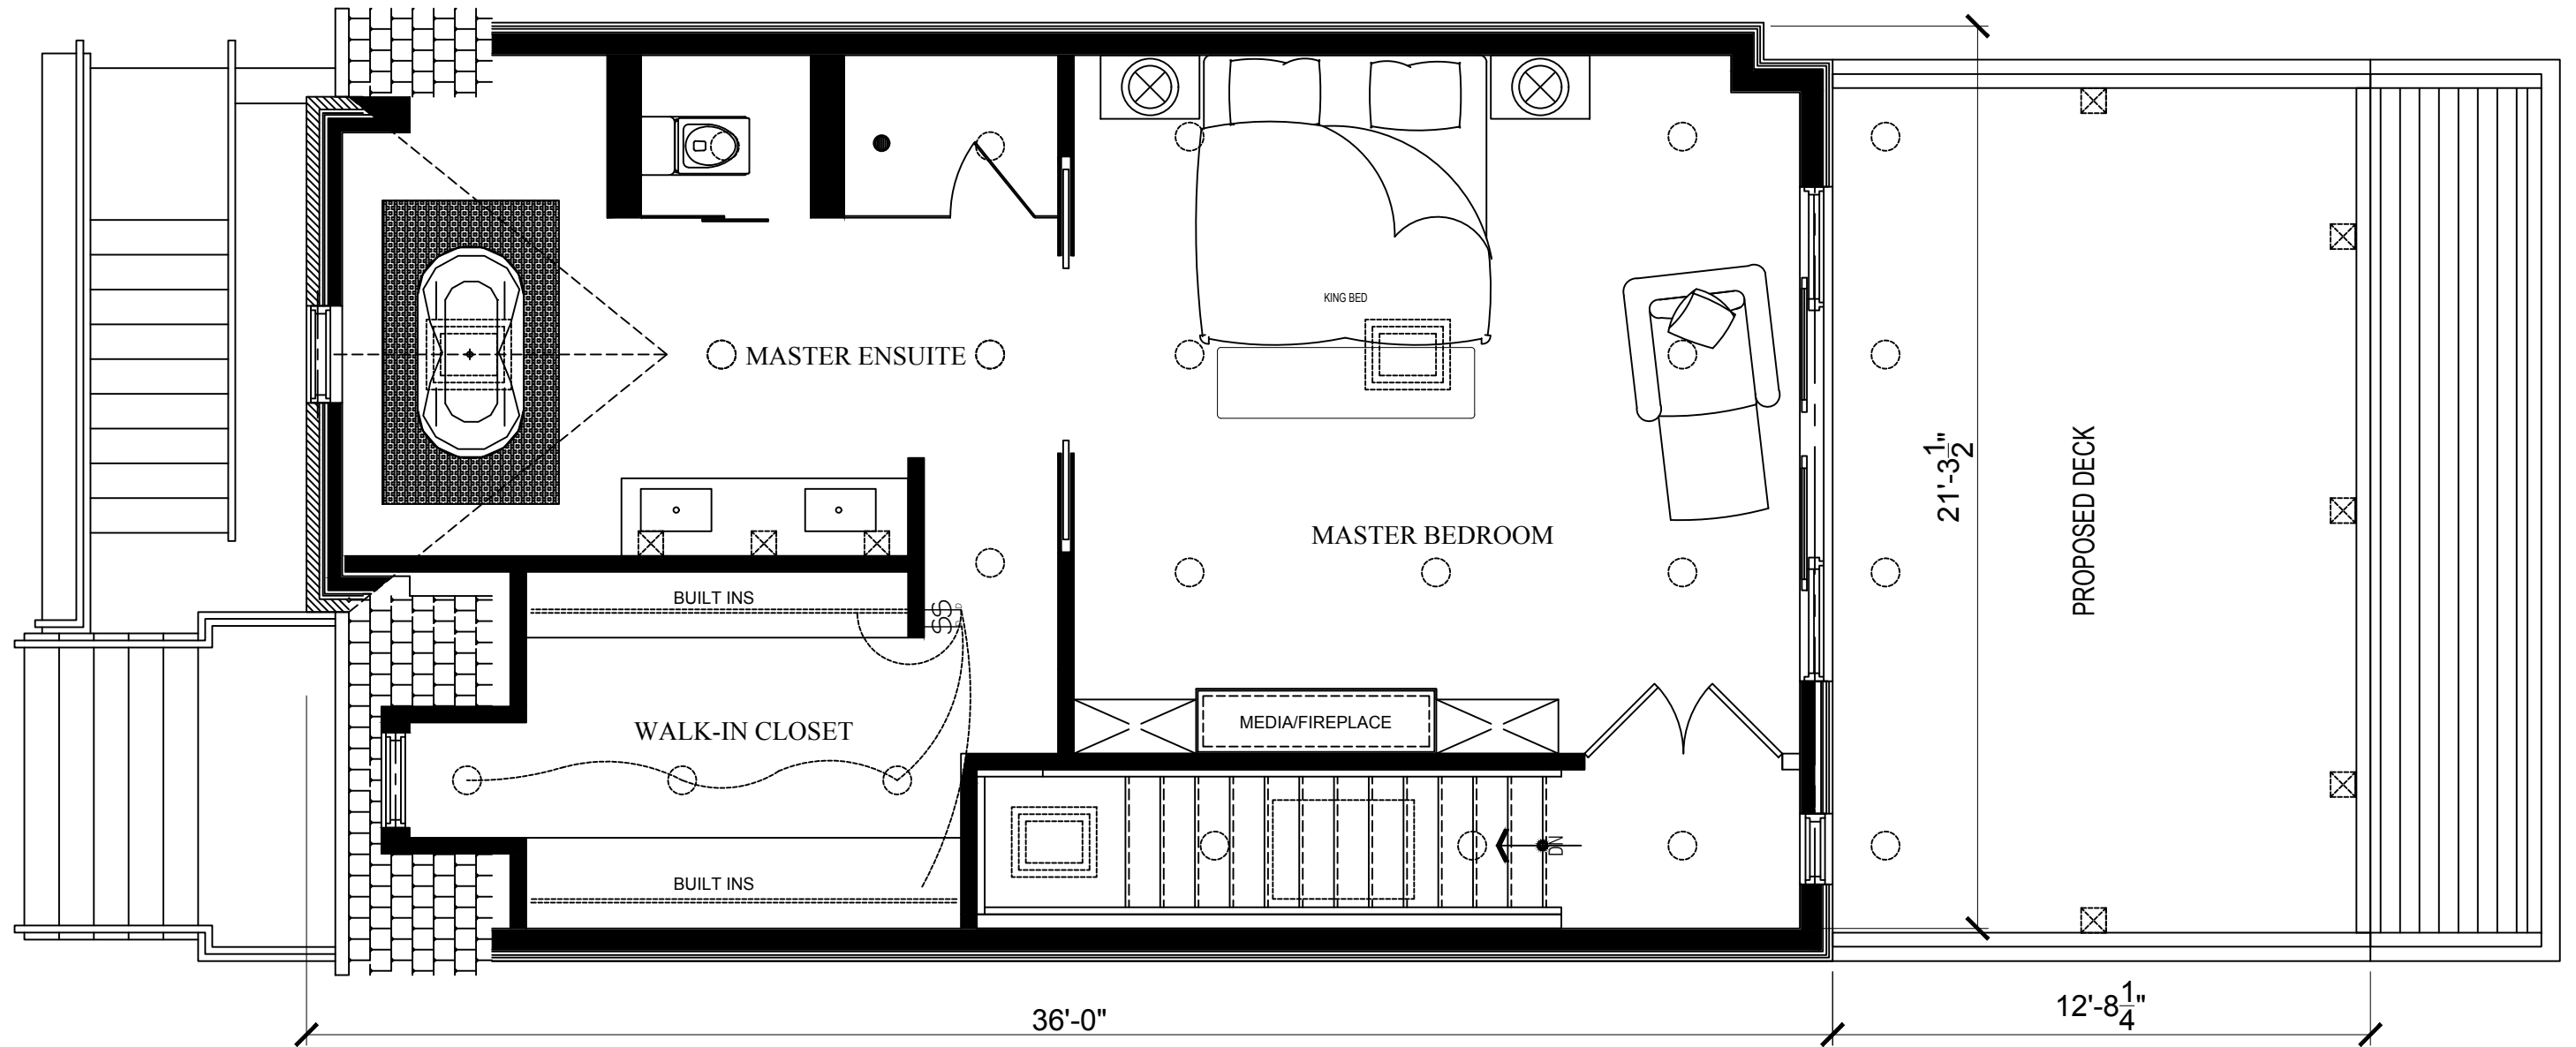 KING BED
MASTER ENSUITE
21'-3 1/2"
PROPOSED DECK
MASTER BEDROOM
BUILT INS
SS
D
D
WALK-IN CLOSET
MEDIA/FIREPLACE
DN
BUILT INS
36'-0"
12'-8 1/4"